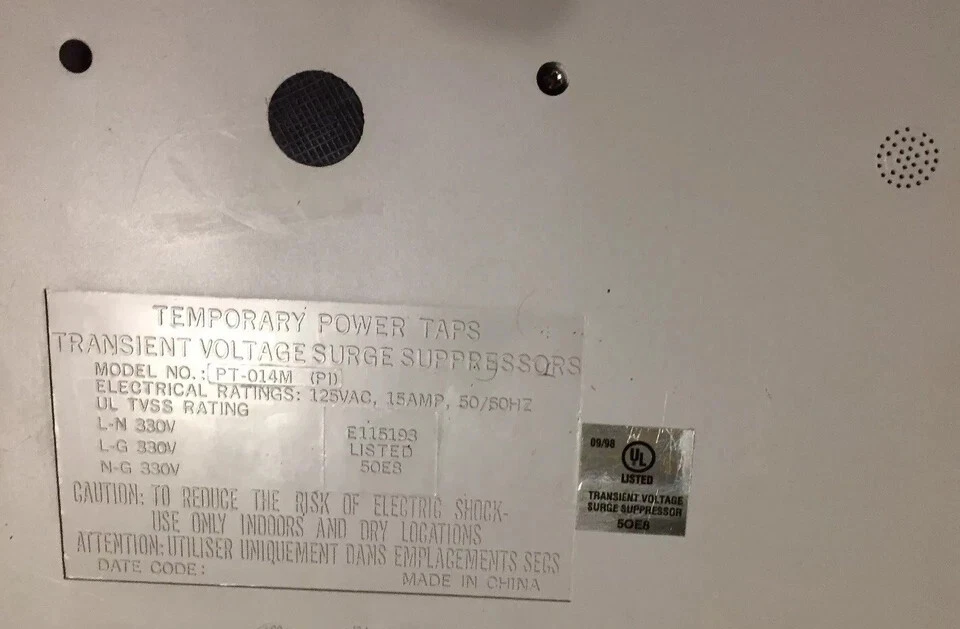 TEMPORARY POWER TAPS
TRANSIENT VOLTAGE SURGE SUPPRESSORS
MODEL NO.: PT-014M (P1)
ELECTRICAL RATINGS: 125VAC, 15AMP, 50/60HZ
UL TVSS RATING
L-N 330V
L-G 330V
N-G 330V
E115193
LISTED
50E8
CAUTION: TO REDUCE THE RISK OF ELECTRIC SHOCK-
USE ONLY INDOORS AND DRY LOCATIONS
ATTENTION: UTILISER UNIQUEMENT DANS EMPLACEMENTS SECS
DATE CODE:
MADE IN CHINA
09/98
UL
LISTED
TRANSIENT VOLTAGE
SURGE SUPPRESSOR
50E8